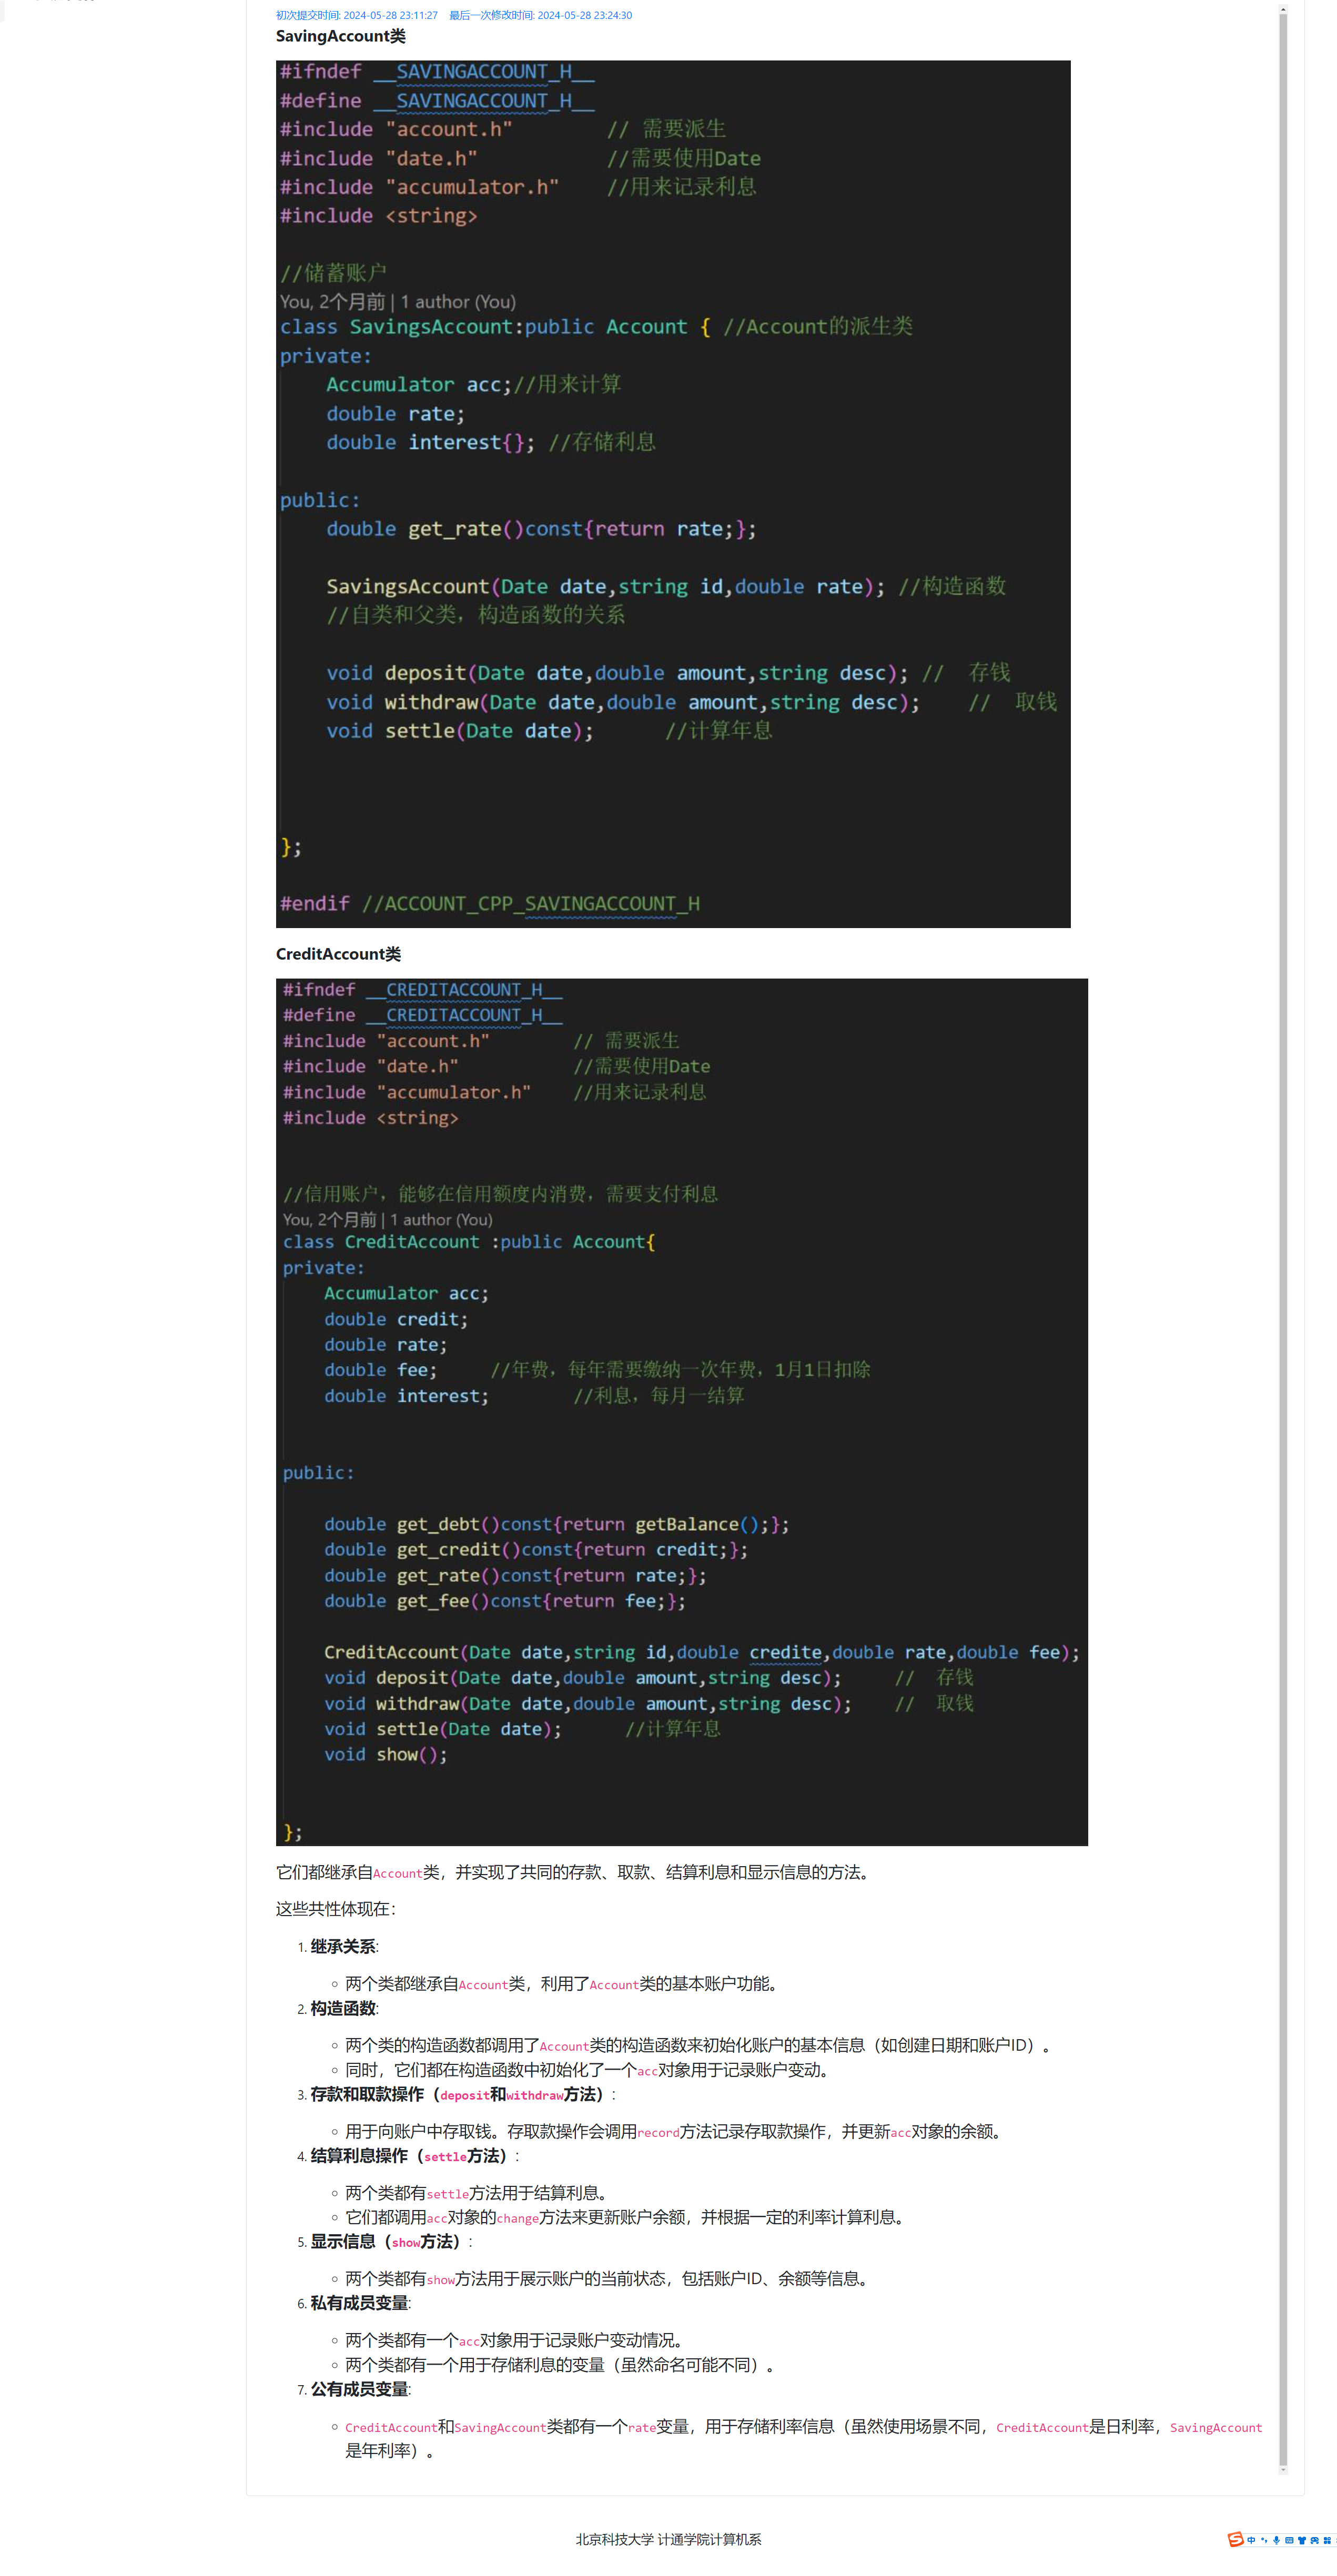 初次提交时间: 2024-05-28 23:11:27 最后一次修改时间: 2024-05-28 23:24:30
SavingAccount类
#ifndef __SAVINGACCOUNT_H__
#define __SAVINGACCOUNT_H__
#include "account.h" // 需要派生
#include "date.h" //需要使用Date
#include "accumulator.h" //用来记录利息
#include <string>
//储蓄账户
You, 2个月前 | 1 author (You)
class SavingsAccount:public Account { //Account的派生类
private:
Accumulator acc;//用来计算
double rate;
double interest{}; //存储利息
public:
double get_rate()const{return rate;};
SavingsAccount(Date date,string id,double rate); //构造函数
//自类和父类，构造函数的关系
void deposit(Date date,double amount,string desc); // 存钱
void withdraw(Date date,double amount,string desc); // 取钱
void settle(Date date); //计算年息
};
#endif //ACCOUNT_CPP_SAVINGACCOUNT_H
CreditAccount类
#ifndef __CREDITACCOUNT_H__
#define __CREDITACCOUNT_H__
#include "account.h" // 需要派生
#include "date.h" //需要使用Date
#include "accumulator.h" //用来记录利息
#include <string>
//信用账户，能够在信用额度内消费，需要支付利息
You, 2个月前 | 1 author (You)
class CreditAccount :public Account{
private:
Accumulator acc;
double credit;
double rate;
double fee; //年费，每年需要缴纳一次年费，1月1日扣除
double interest; //利息，每月一结算
public:
double get_debt()const{return getBalance();};
double get_credit()const{return credit;};
double get_rate()const{return rate;};
double get_fee()const{return fee;};
CreditAccount(Date date,string id,double credite,double rate,double fee);
void deposit(Date date,double amount,string desc); // 存钱
void withdraw(Date date,double amount,string desc); // 取钱
void settle(Date date); //计算年息
void show();
};
它们都继承自Account类，并实现了共同的存款、取款、结算利息和显示信息的方法。
这些共性体现在：
1. 继承关系:
◦ 两个类都继承自Account类，利用了Account类的基本账户功能。
2. 构造函数:
◦ 两个类的构造函数都调用了Account类的构造函数来初始化账户的基本信息（如创建日期和账户ID）。
◦ 同时，它们都在构造函数中初始化了一个acc对象用于记录账户变动。
3. 存款和取款操作（deposit和withdraw方法）:
◦ 用于向账户中存取钱。存取款操作会调用record方法记录存取款操作，并更新acc对象的余额。
4. 结算利息操作（settle方法）:
◦ 两个类都有settle方法用于结算利息。
◦ 它们都调用acc对象的change方法来更新账户余额，并根据一定的利率计算利息。
5. 显示信息（show方法）:
◦ 两个类都有show方法用于展示账户的当前状态，包括账户ID、余额等信息。
6. 私有成员变量:
◦ 两个类都有一个acc对象用于记录账户变动情况。
◦ 两个类都有一个用于存储利息的变量（虽然命名可能不同）。
7. 公有成员变量:
◦ CreditAccount和SavingAccount类都有一个rate变量，用于存储利率信息（虽然使用场景不同，CreditAccount是日利率，SavingAccount
是年利率）。
北京科技大学 计通学院计算机系
中